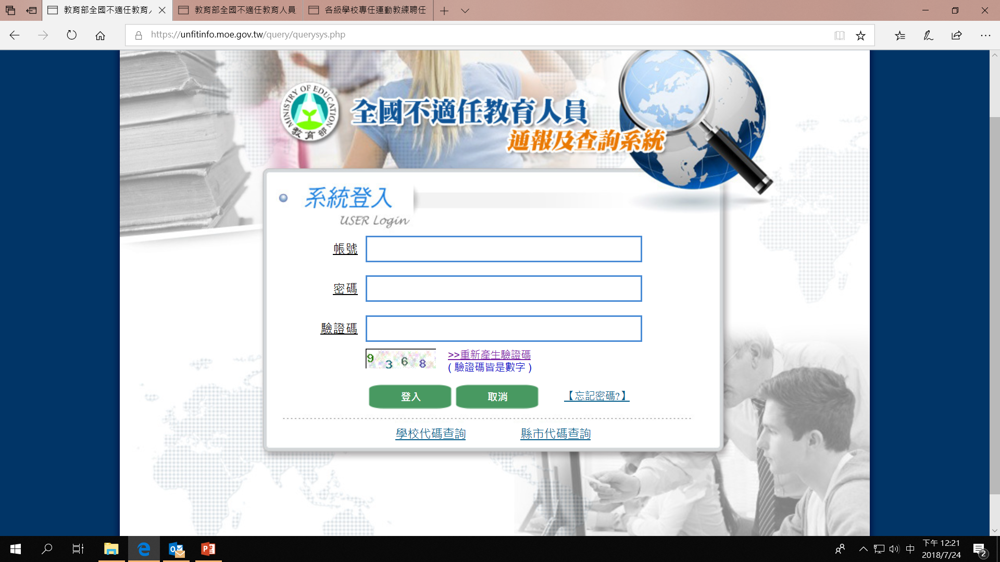 教育部全國不適任教育人
教育部全國不適任教育人員
各級學校專任運動教練聘任
https://unfitinfo.moe.gov.tw/query/querysys.php
MINISTRY OF EDUCATION
教育部
全國不適任教育人員
通報及查詢系統
系統登入
USER Login
帳號
密碼
驗證碼
9 3 6 8
>>重新產生驗證碼
( 驗證碼皆是數字 )
登入
取消
【忘記密碼?】
學校代碼查詢
縣市代碼查詢
中
下午 12:21
2018/7/24
2